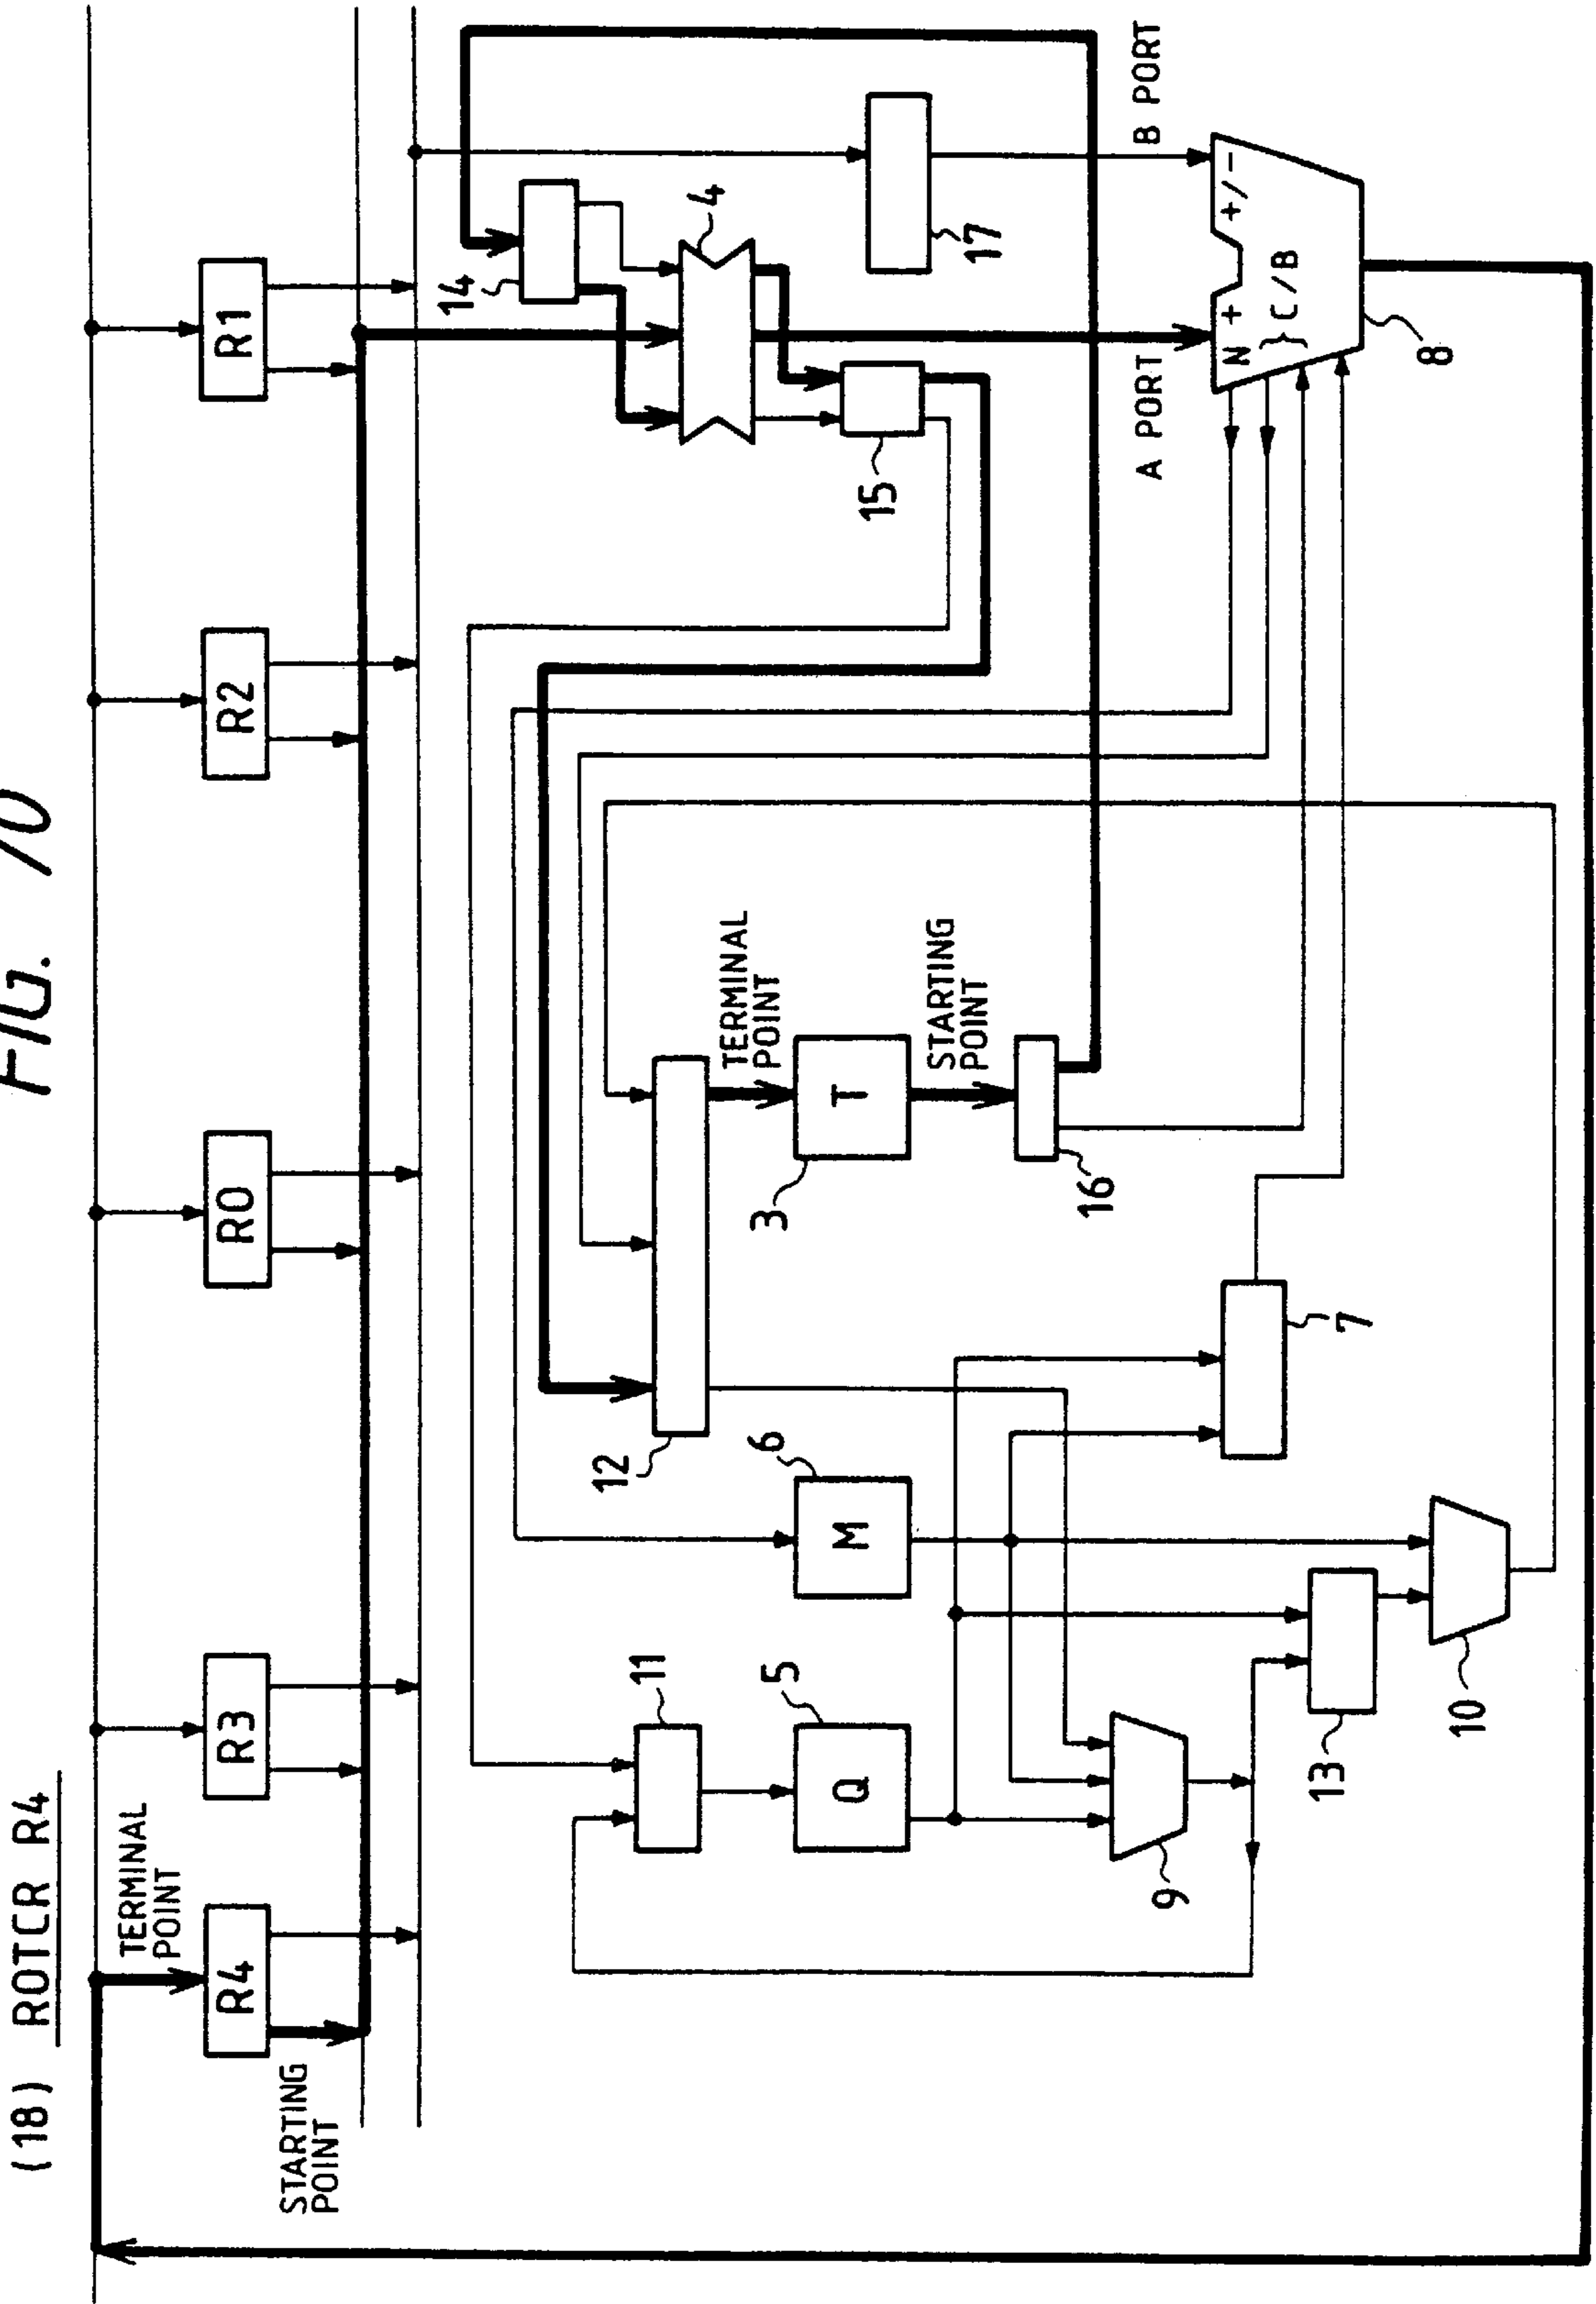 FIG. 70
(18) ROTCR R4
TERMINAL
POINT
STARTING
POINT
R4
R3
R0
R2
R1
14
4
17
15
A PORT
B PORT
N + +/-
} C/B
8
12
TERMINAL
POINT
3
T
STARTING
POINT
16
6
M
7
11
5
Q
9
13
10